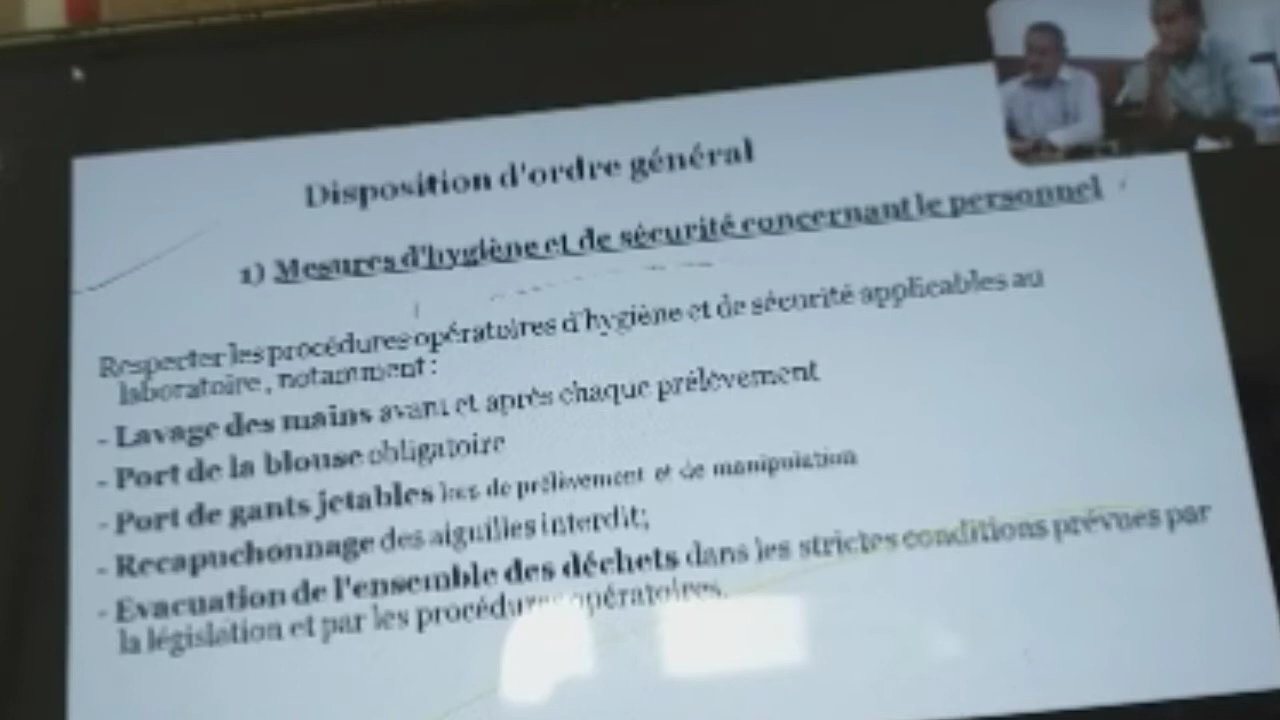 Disposition d'ordre général
1) Mesures d'hygiène et de sécurité concernant le personnel
Respecter les procédures opératoires d'hygiène et de sécurité applicables au
laboratoire, notamment :
- Lavage des mains avant et après chaque prélèvement
- Port de la blouse obligatoire
- Port de gants jetables lors de prélèvement et de manipulation
- Recapuchonnage des aiguilles interdit;
- Evacuation de l'ensemble des déchets dans les strictes conditions prévues par
la législation et par les procédures opératoires.